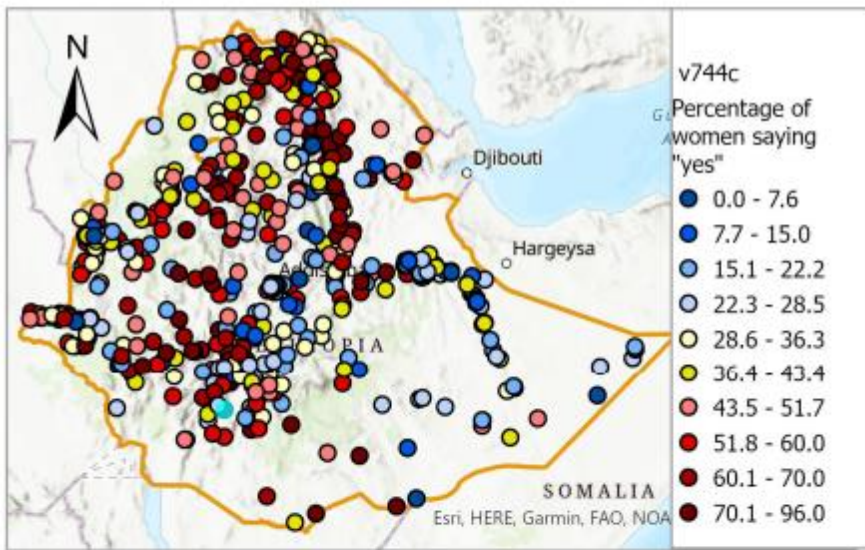 N
Djibouti
Hargeysa
Addis
OPIA
SOMALIA
Esri, HERE, Garmin, FAO, NOA
v744c
Percentage of
women saying
"yes"
0.0 - 7.6
7.7 - 15.0
15.1 - 22.2
22.3 - 28.5
28.6 - 36.3
36.4 - 43.4
43.5 - 51.7
51.8 - 60.0
60.1 - 70.0
70.1 - 96.0